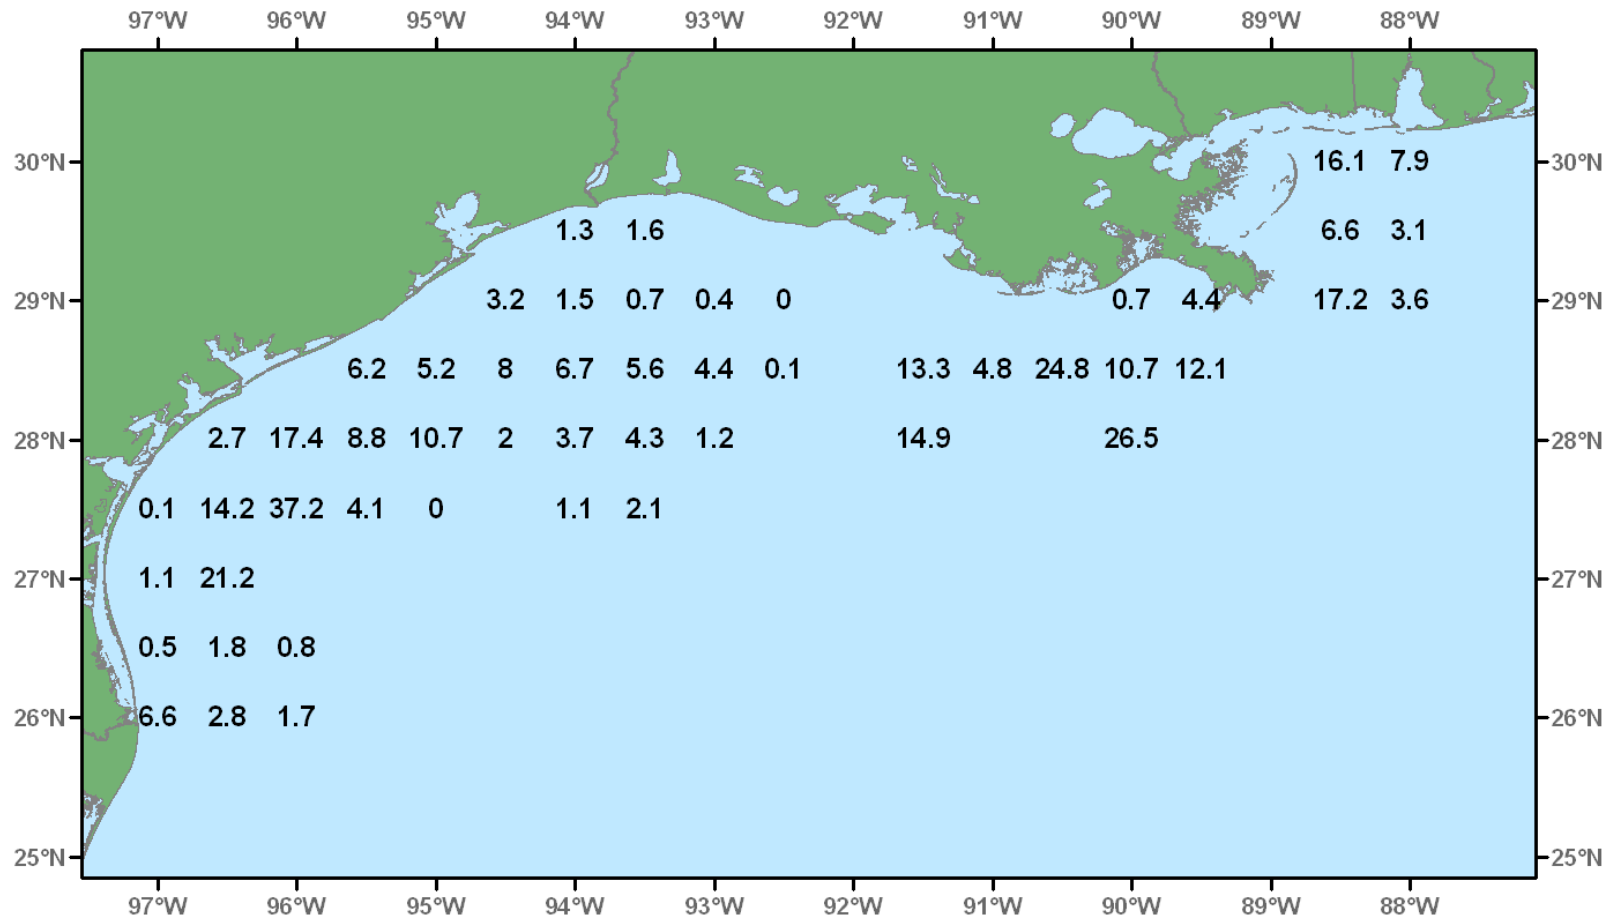 97°W 96°W 95°W 94°W 93°W 92°W 91°W 90°W 89°W 88°W
30°N 16.1 7.9 30°N
1.3 1.6 6.6 3.1
29°N 3.2 1.5 0.7 0.4 0 0.7 4.4 17.2 3.6 29°N
6.2 5.2 8 6.7 5.6 4.4 0.1 13.3 4.8 24.8 10.7 12.1
28°N 2.7 17.4 8.8 10.7 2 3.7 4.3 1.2 14.9 26.5 28°N
0.1 14.2 37.2 4.1 0 1.1 2.1
27°N 1.1 21.2 27°N
0.5 1.8 0.8
26°N 6.6 2.8 1.7 26°N
25°N 25°N
97°W 96°W 95°W 94°W 93°W 92°W 91°W 90°W 89°W 88°W